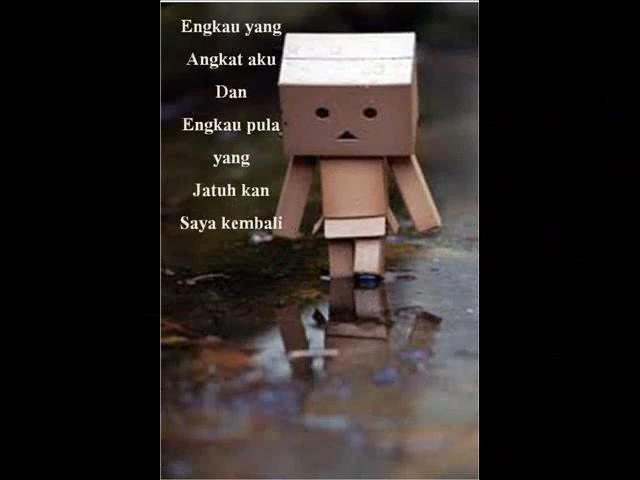 Engkau yang
Angkat aku
Dan
Engkau pula
yang
Jatuh kan
Saya kembali